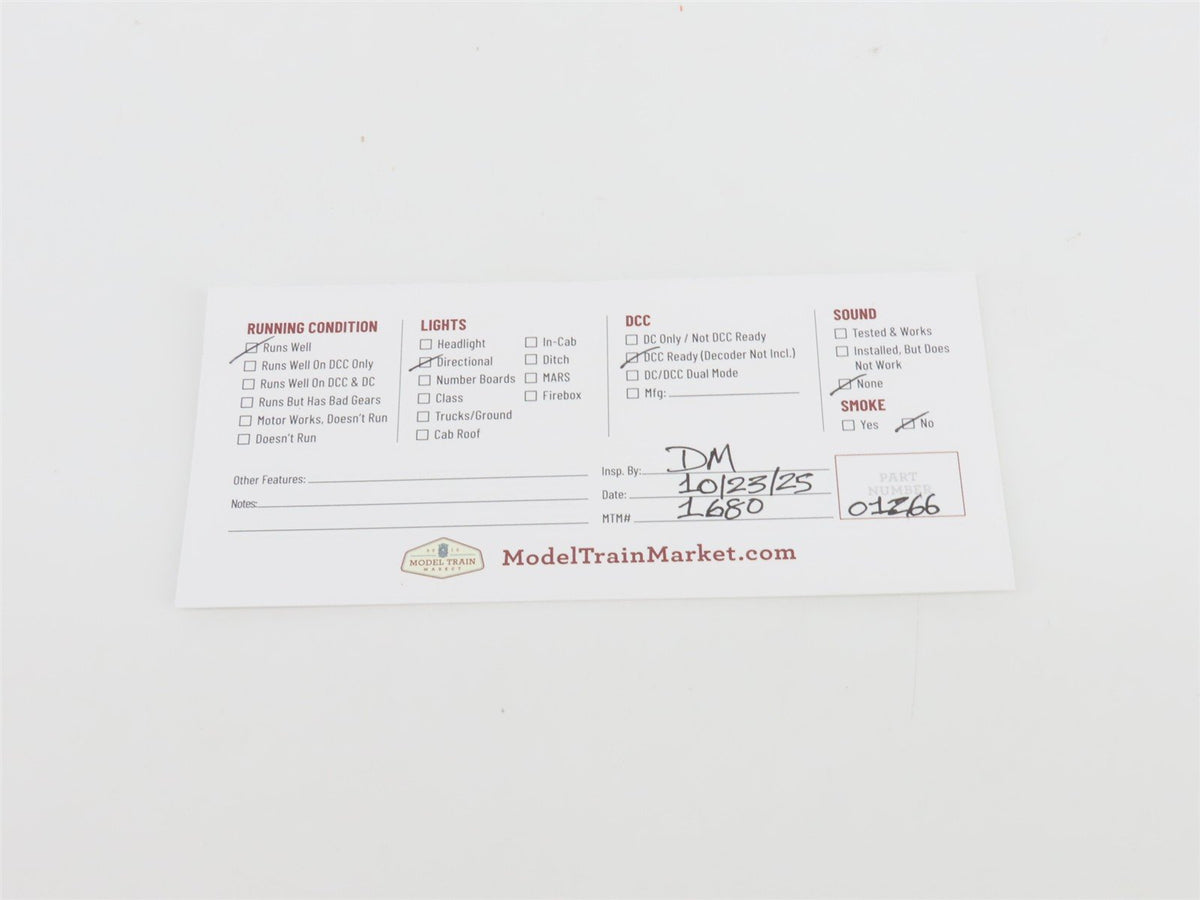 RUNNING CONDITION
Runs Well
Runs Well On DCC Only
Runs Well On DCC & DC
Runs But Has Bad Gears
Motor Works, Doesn't Run
Doesn't Run
LIGHTS
Headlight
Directional
Number Boards
Class
Trucks/Ground
Cab Roof
In-Cab
Ditch
MARS
Firebox
DCC
DC Only / Not DCC Ready
DCC Ready (Decoder Not Incl.)
DC/DCC Dual Mode
Mfg:
SOUND
Tested & Works
Installed, But Does
Not Work
None
SMOKE
Yes No
Other Features:
Notes:
Insp. By: DM
Date: 10/23/25
MTM# 1680
PART
NUMBER
MODEL TRAIN
MARKET
ModelTrainMarket.com